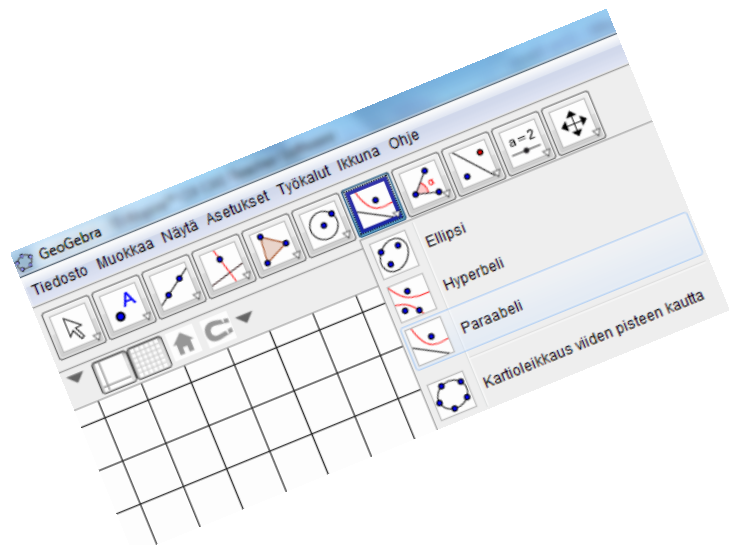 GeoGebra
Tiedosto Muokkaa Näytä Asetukset Työkalut Ikkuna Ohje
A
α
a=2
Ellipsi
Hyperbeli
Paraabeli
Kartioleikkaus viiden pisteen kautta